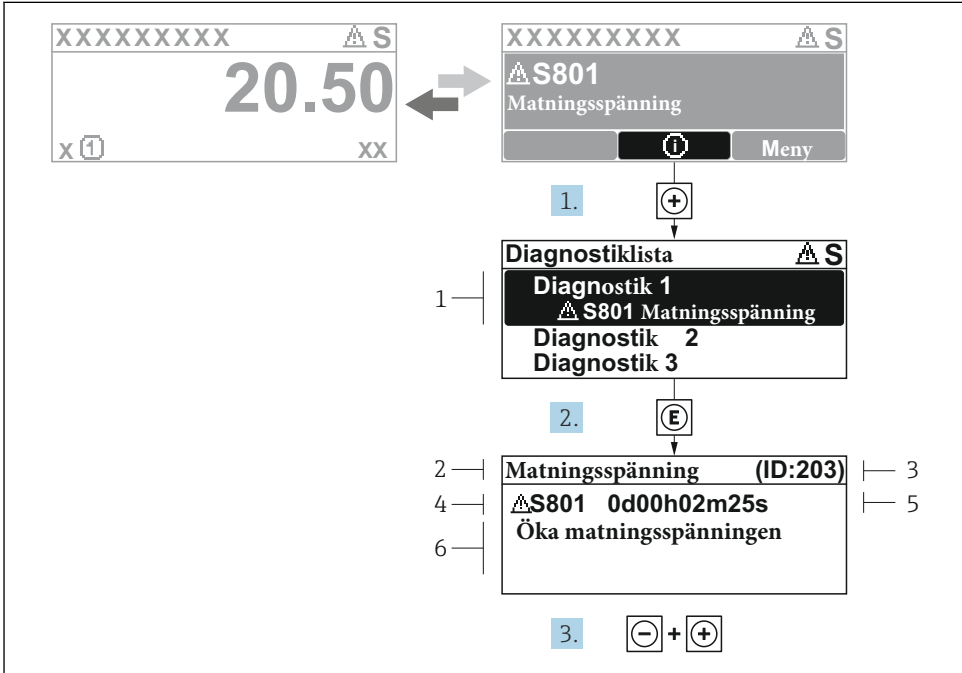 XXXXXXXXX ⚠ S
20.50
X ① XX
XXXXXXXXX ⚠ S
⚠ S801
Matningsspänning
ⓘ Meny
1. ⊕
Diagnostiklista ⚠ S
1 Diagnostik 1
⚠ S801 Matningsspänning
Diagnostik 2
Diagnostik 3
2. Ⓔ
2 Matningsspänning (ID:203) 3
4 ⚠S801 0d00h02m25s 5
6 Öka matningsspänningen
3. ⊖ + ⊕